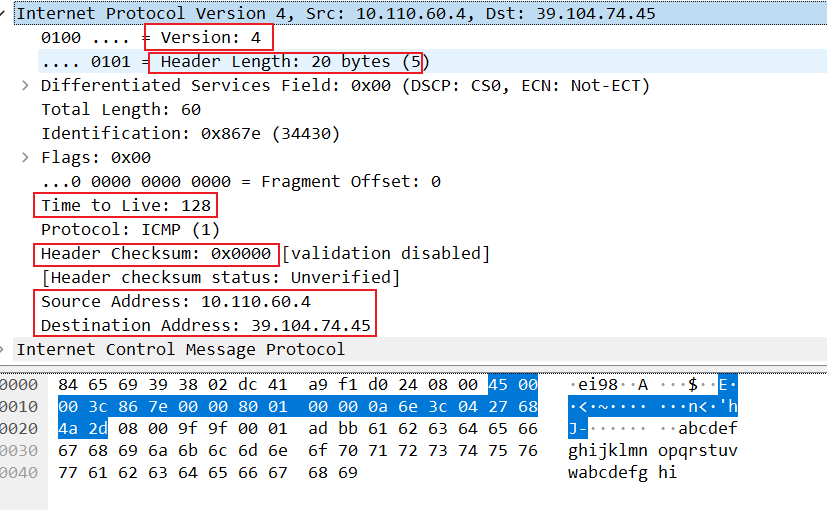 Internet Protocol Version 4, Src: 10.110.60.4, Dst: 39.104.74.45
0100 .... = Version: 4
.... 0101 = Header Length: 20 bytes (5)
Differentiated Services Field: 0x00 (DSCP: CS0, ECN: Not-ECT)
Total Length: 60
Identification: 0x867e (34430)
Flags: 0x00
...0 0000 0000 0000 = Fragment Offset: 0
Time to Live: 128
Protocol: ICMP (1)
Header Checksum: 0x0000 [validation disabled]
[Header checksum status: Unverified]
Source Address: 10.110.60.4
Destination Address: 39.104.74.45
Internet Control Message Protocol
0000 84 65 69 39 38 02 dc 41 a9 f1 d0 24 08 00 45 00 ·ei98··A ···$··E·
0010 00 3c 86 7e 00 00 80 01 00 00 0a 6e 3c 04 27 68 ·<·~···· ···n<·'h
0020 4a 2d 08 00 9f 9f 00 01 ad bb 61 62 63 64 65 66 J-······ ··abcdef
0030 67 68 69 6a 6b 6c 6d 6e 6f 70 71 72 73 74 75 76 ghijklmn opqrstuv
0040 77 61 62 63 64 65 66 67 68 69 wabcdefg hi